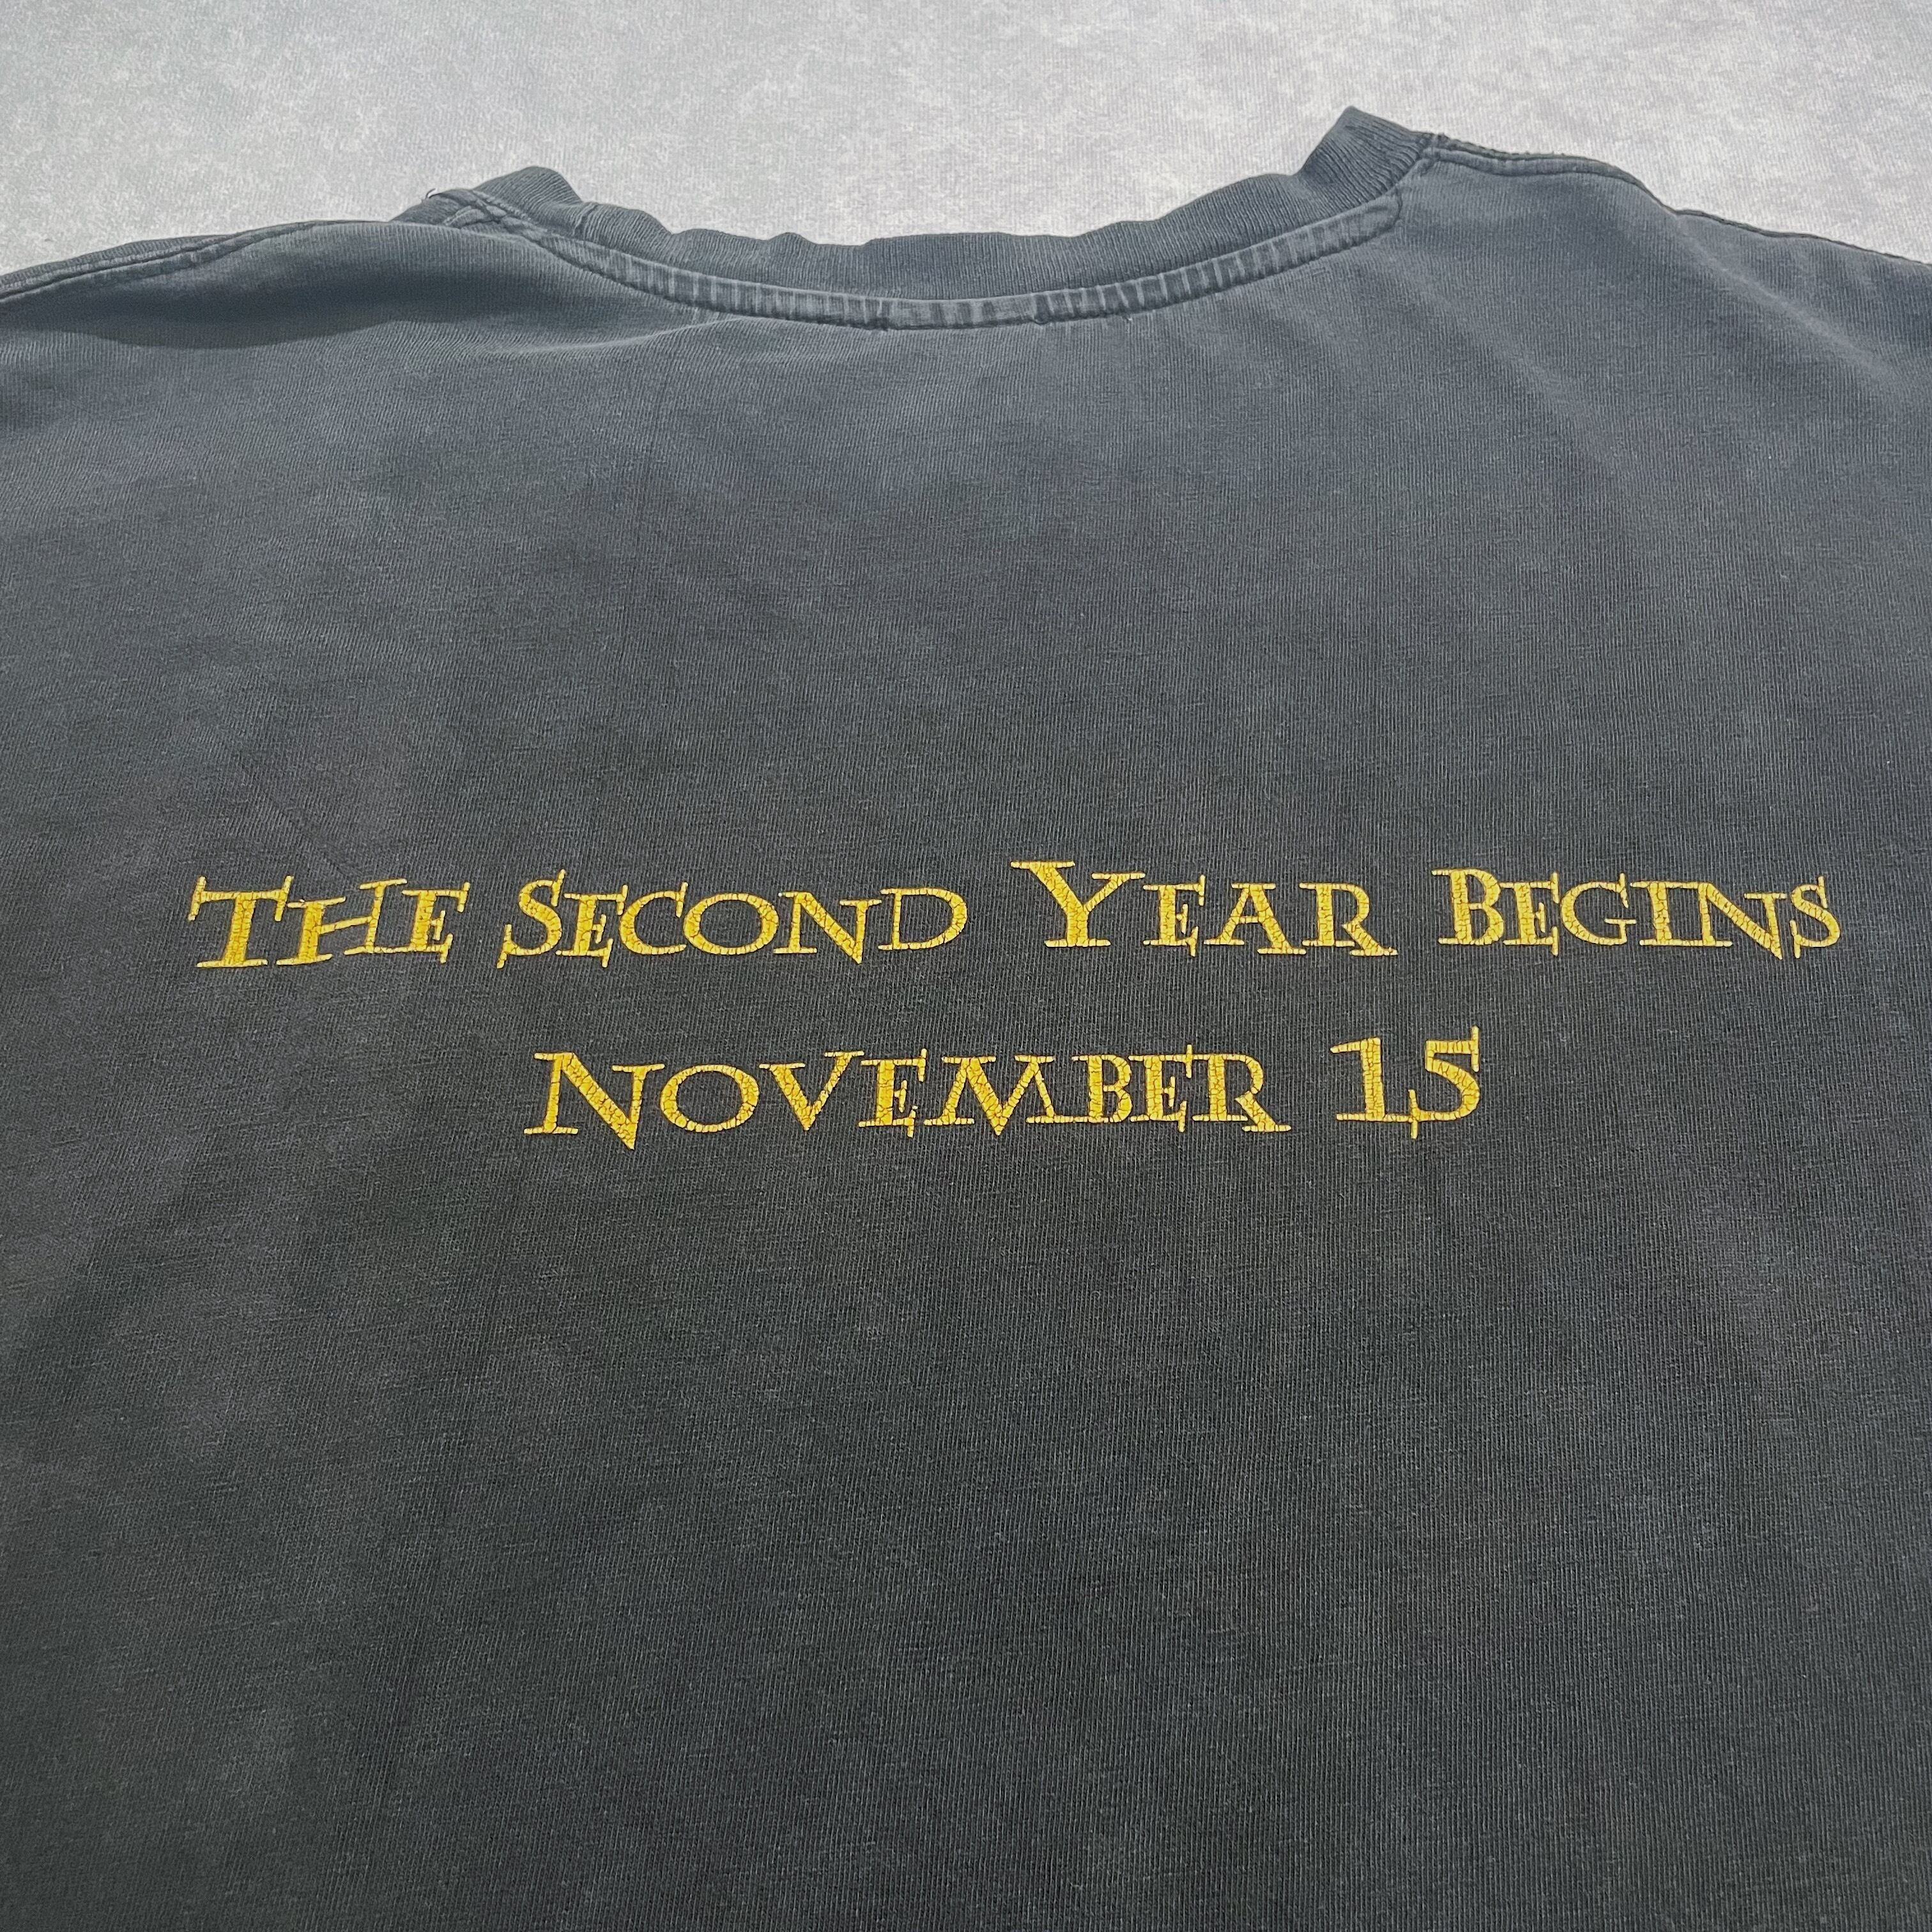 The Second Year Begins
November 15